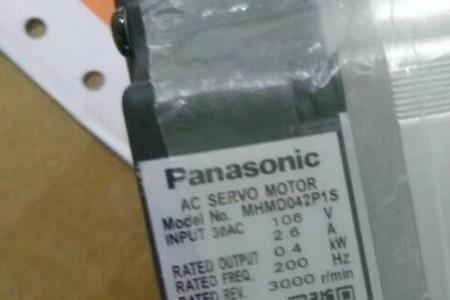 Panasonic
AC SERVO MOTOR
Model No. MHMD042P1S
INPUT 3ØAC 106 V
2.6 A
RATED OUTPUT 0.4 kW
RATED FREQ. 200 Hz
RATED REV. 3000 r/min